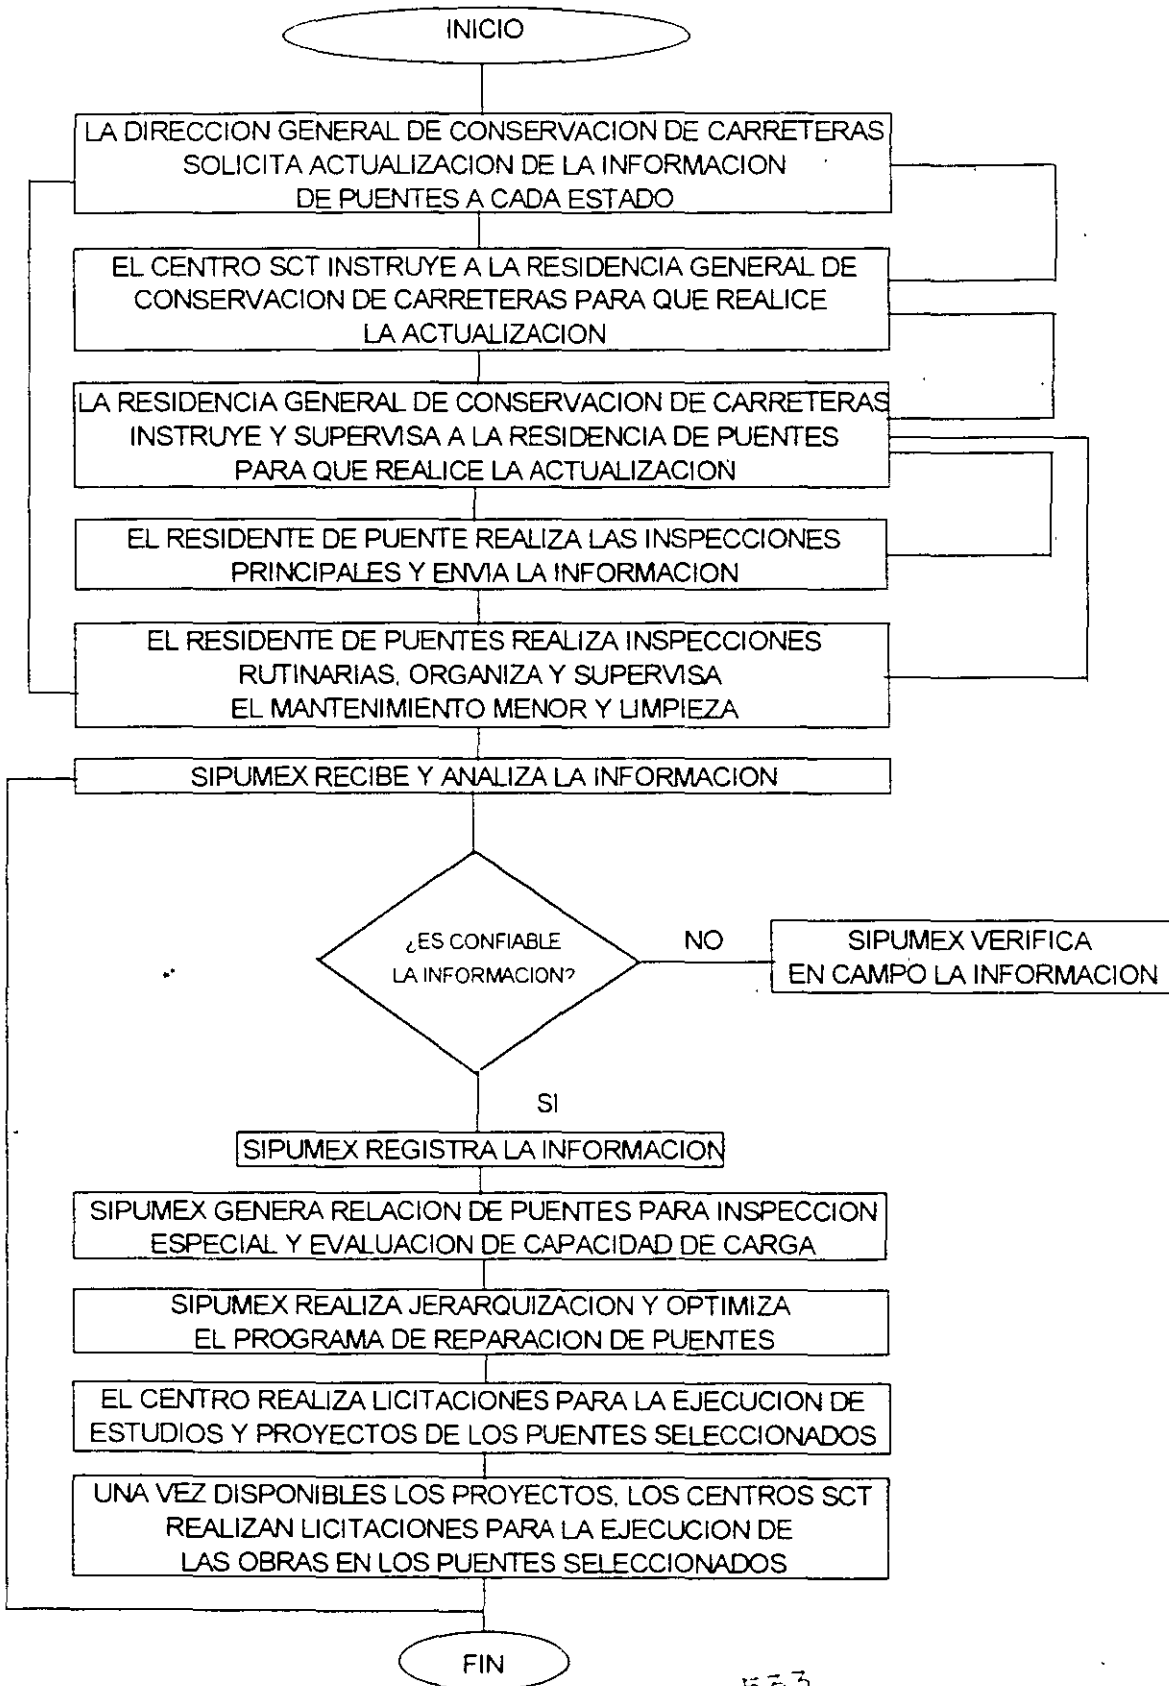 INICIO
LA DIRECCION GENERAL DE CONSERVACION DE CARRETERAS
SOLICITA ACTUALIZACION DE LA INFORMACION
DE PUENTES A CADA ESTADO
EL CENTRO SCT INSTRUYE A LA RESIDENCIA GENERAL DE
CONSERVACION DE CARRETERAS PARA QUE REALICE
LA ACTUALIZACION
LA RESIDENCIA GENERAL DE CONSERVACION DE CARRETERAS
INSTRUYE Y SUPERVISA A LA RESIDENCIA DE PUENTES
PARA QUE REALICE LA ACTUALIZACION
EL RESIDENTE DE PUENTE REALIZA LAS INSPECCIONES
PRINCIPALES Y ENVIA LA INFORMACION
EL RESIDENTE DE PUENTES REALIZA INSPECCIONES
RUTINARIAS, ORGANIZA Y SUPERVISA
EL MANTENIMIENTO MENOR Y LIMPIEZA
SIPUMEX RECIBE Y ANALIZA LA INFORMACION
¿ES CONFIABLE
LA INFORMACION?
NO
SIPUMEX VERIFICA
EN CAMPO LA INFORMACION
SI
SIPUMEX REGISTRA LA INFORMACION
SIPUMEX GENERA RELACION DE PUENTES PARA INSPECCION
ESPECIAL Y EVALUACION DE CAPACIDAD DE CARGA
SIPUMEX REALIZA JERARQUIZACION Y OPTIMIZA
EL PROGRAMA DE REPARACION DE PUENTES
EL CENTRO REALIZA LICITACIONES PARA LA EJECUCION DE
ESTUDIOS Y PROYECTOS DE LOS PUENTES SELECCIONADOS
UNA VEZ DISPONIBLES LOS PROYECTOS, LOS CENTROS SCT
REALIZAN LICITACIONES PARA LA EJECUCION DE
LAS OBRAS EN LOS PUENTES SELECCIONADOS
FIN